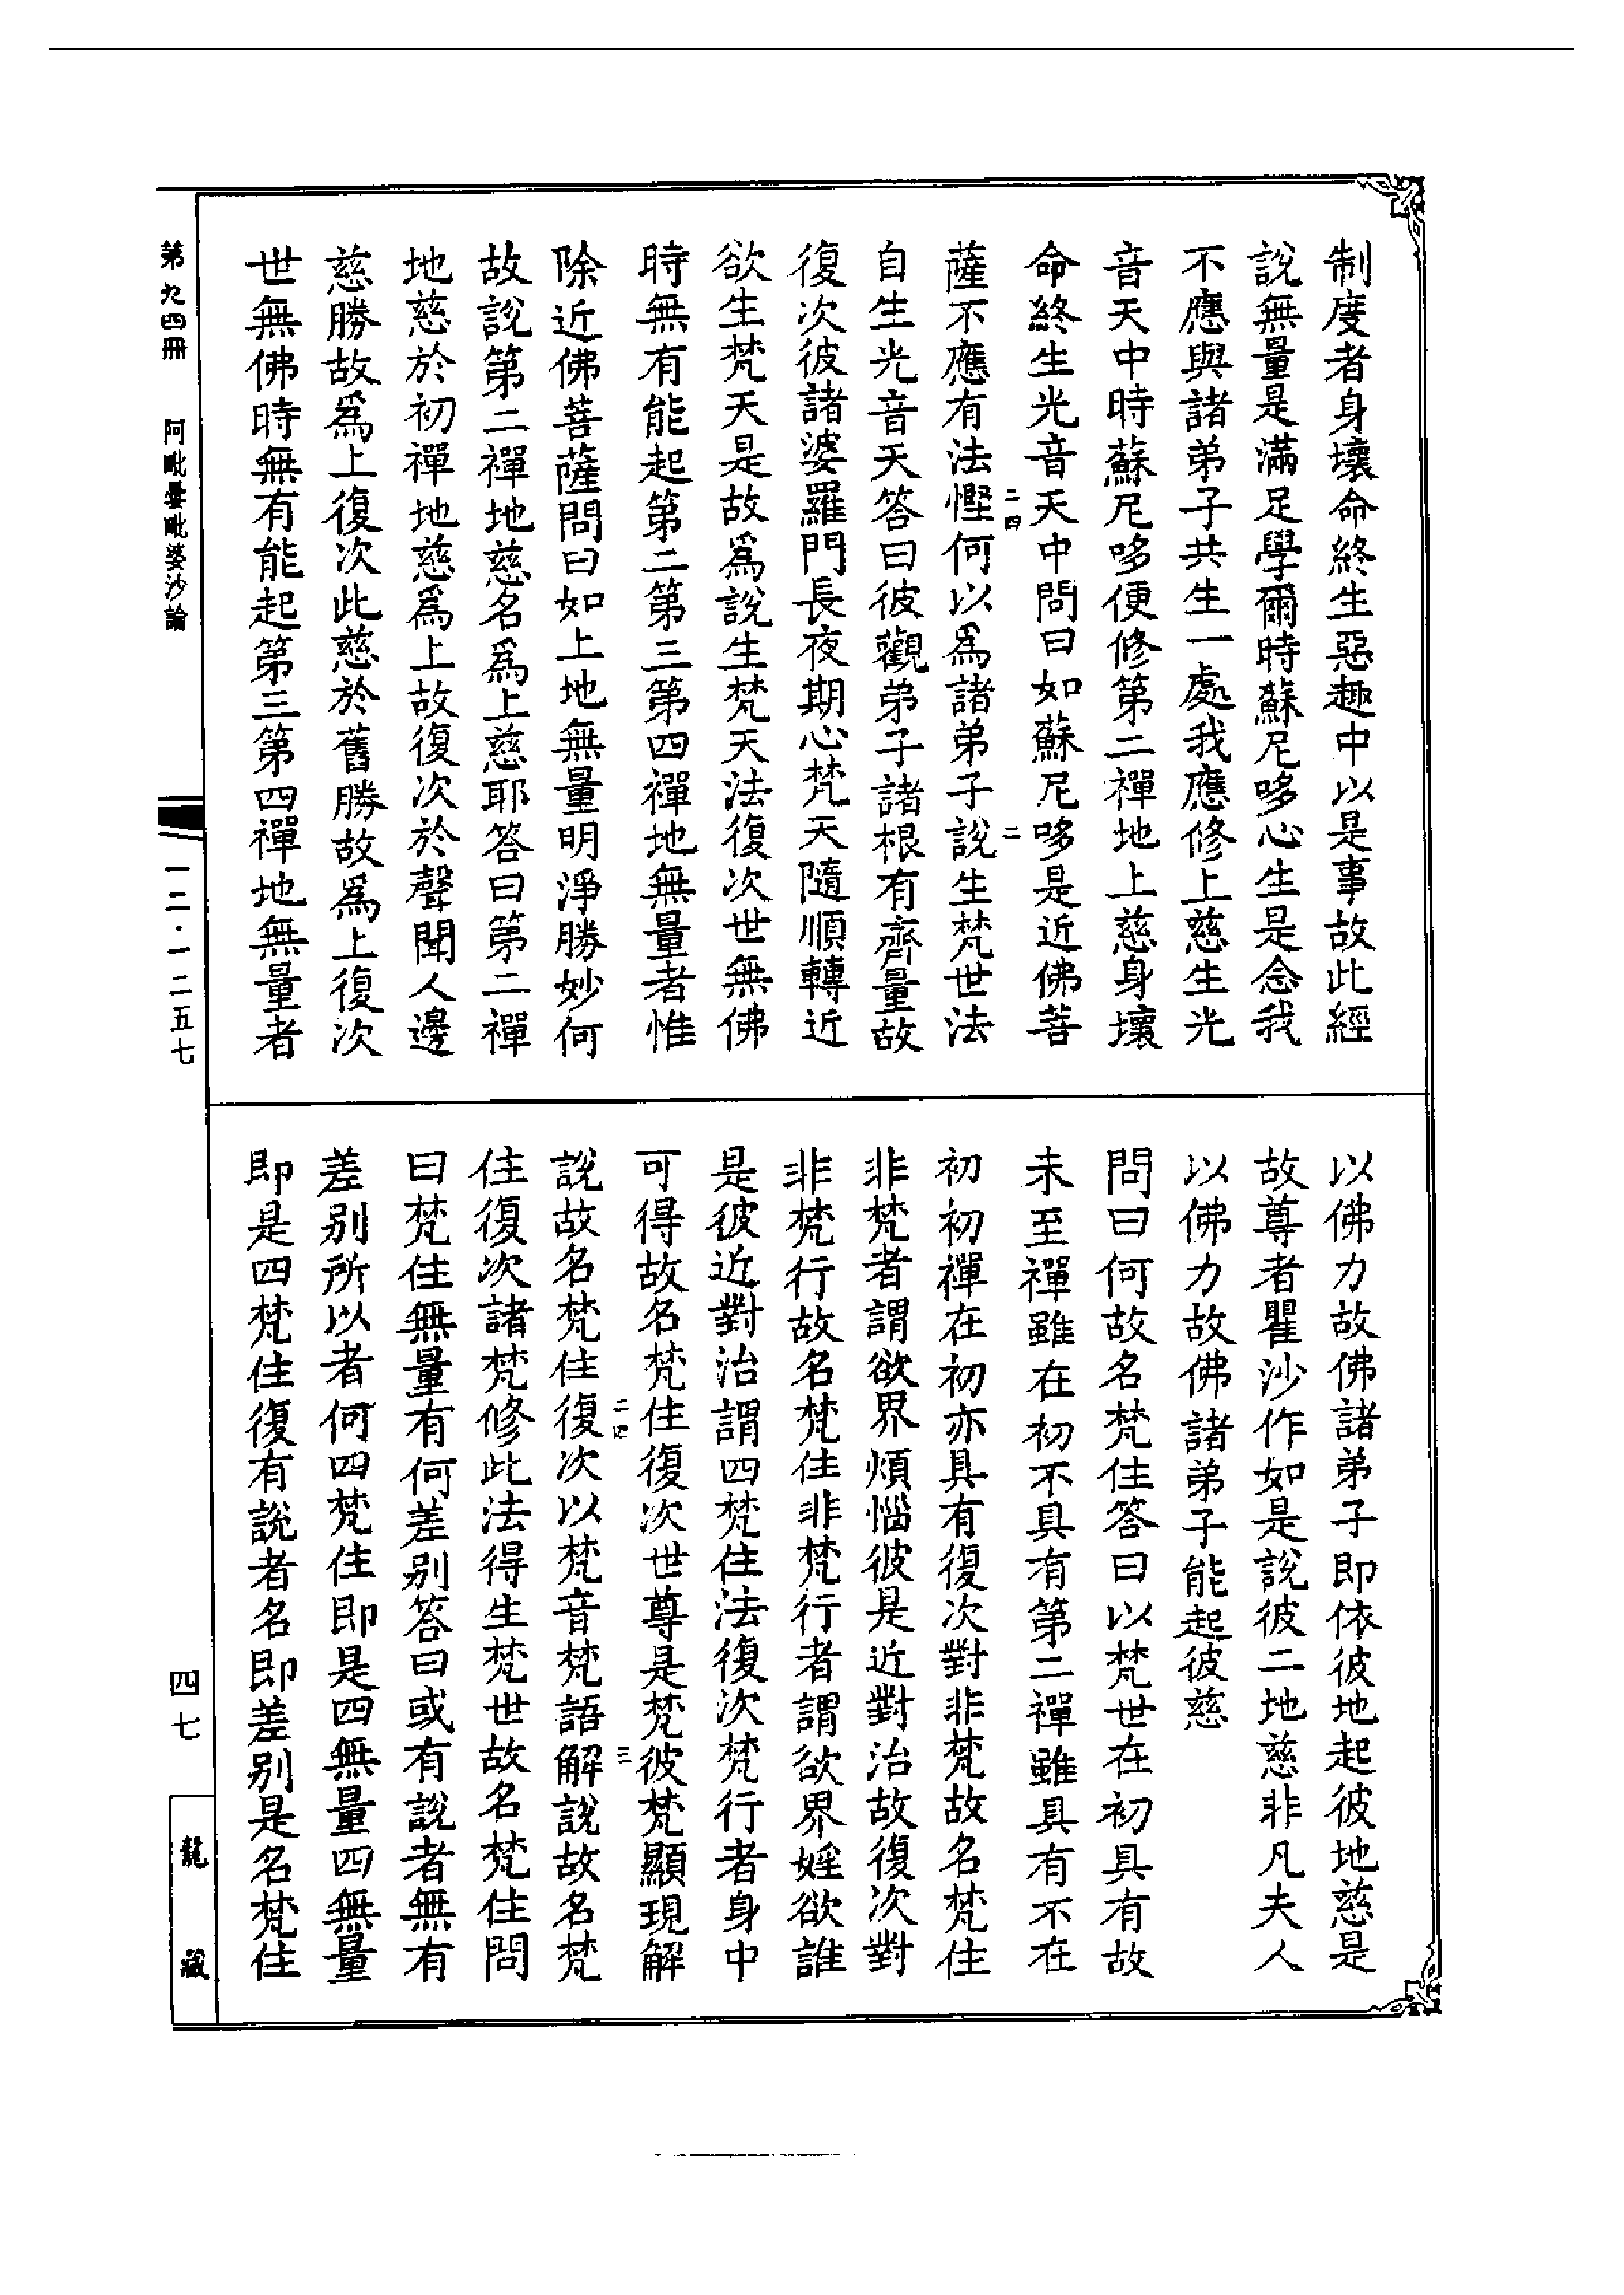 制度者身壞命終生惡趣中以是事故此經
說無量是滿足學爾時蘇尼哆心生是念我
不應與諸弟子共生一處我應修上慈生光
音天中時蘇尼哆便修第二禪地上慈身壞
命終生光音天中問曰如蘇尼哆是近佛菩
二四
二
薩不應有法慳何以為諸弟子說生梵世法
自生光音天答曰彼觀弟子諸根有齊量故
復次彼諸婆羅門長夜期心梵天隨順轉近
欲生梵天是故為說生梵天法復次世無佛
時無有能起第二第三第四禪地無量者惟
除近佛菩薩問曰如上地無量明淨勝妙何
故說第二禪地慈名為上慈耶答曰第二禪
地慈於初禪地慈為上故復次於聲聞人邊
慈勝故為上復次此慈於舊勝故為上復次
世無佛時無有能起第三第四禪地無量者
以佛力故佛諸弟子即依彼地起彼地慈是
故尊者瞿沙作如是說彼二地慈非凡夫人
以佛力故佛諸弟子能起彼慈
問曰何故名梵住答曰以梵世在初具有故
未至禪雖在初不具有第二禪雖具有不在
初初禪在初亦具有復次對非梵故名梵住
非梵者謂欲界煩惱彼是近對治故復次對
非梵行故名梵住非梵行者謂欲界婬欲誰
是彼近對治謂四梵住法復次梵行者身中
可得故名梵住復次世尊是梵彼梵顯現解
二四
三
說故名梵住復次以梵音梵語解說故名梵
住復次諸梵修此法得生梵世故名梵住問
曰梵住無量有何差別答曰或有說者無有
差別所以者何四梵住即是四無量四無量
即是四梵住復有說者名即差別是名梵住
第九四冊 阿毗曇毗婆沙論
一二·一二五七
四七
龍藏